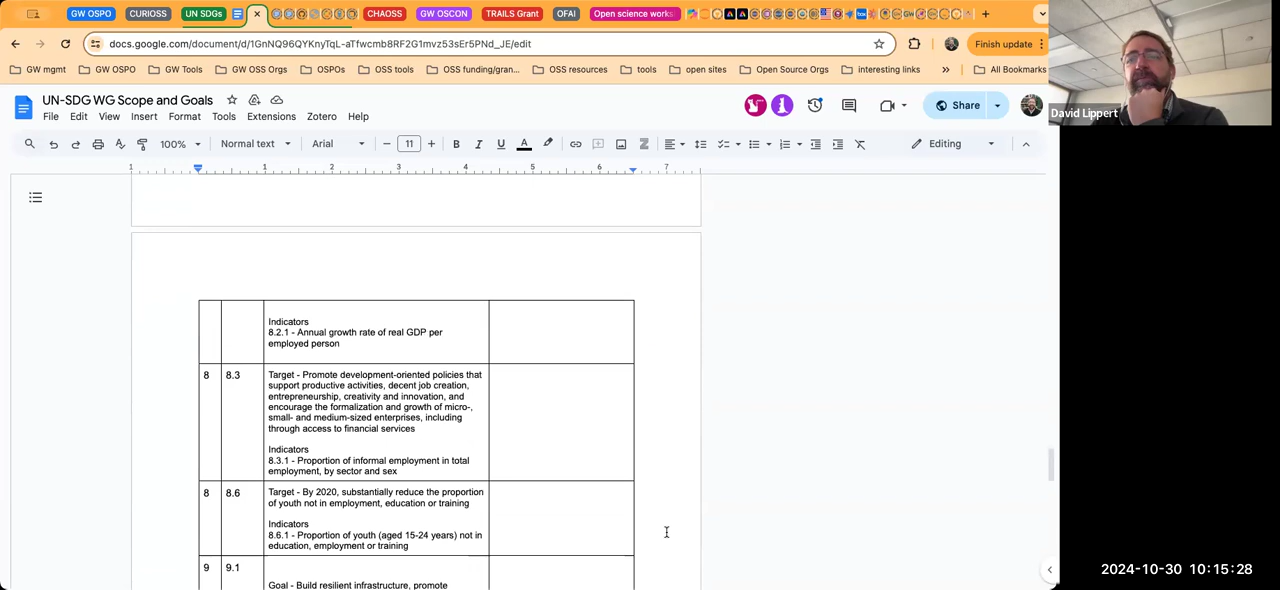 GW OSPO
CURIOSS
UN SDGs
CHAOSS
GW OSCON
TRAILS Grant
OFAI
Open science works
docs.google.com/document/d/1GnNQ96QYKnyTqL-aTfwcmb8RF2G1mvz53sEr5PNd_JE/edit
Finish update
GW mgmt
GW OSPO
GW Tools
GW OSS Orgs
OSPOs
OSS tools
OSS funding/gran...
OSS resources
tools
open sites
Open Source Orgs
interesting links
»
All Bookmarks
David Lippert
UN-SDG WG Scope and Goals
File Edit View Insert Format Tools Extensions Zotero Help
Share
100% Normal text Arial − 11 + B I U A Editing
1 1 2 3 4 5 6 7
Indicators
8.2.1 - Annual growth rate of real GDP per
employed person
8 8.3 Target - Promote development-oriented policies that
support productive activities, decent job creation,
entrepreneurship, creativity and innovation, and
encourage the formalization and growth of micro-,
small- and medium-sized enterprises, including
through access to financial services
Indicators
8.3.1 - Proportion of informal employment in total
employment, by sector and sex
8 8.6 Target - By 2020, substantially reduce the proportion
of youth not in employment, education or training
Indicators
8.6.1 - Proportion of youth (aged 15-24 years) not in
education, employment or training
9 9.1
Goal - Build resilient infrastructure, promote
2024-10-30 10:15:28